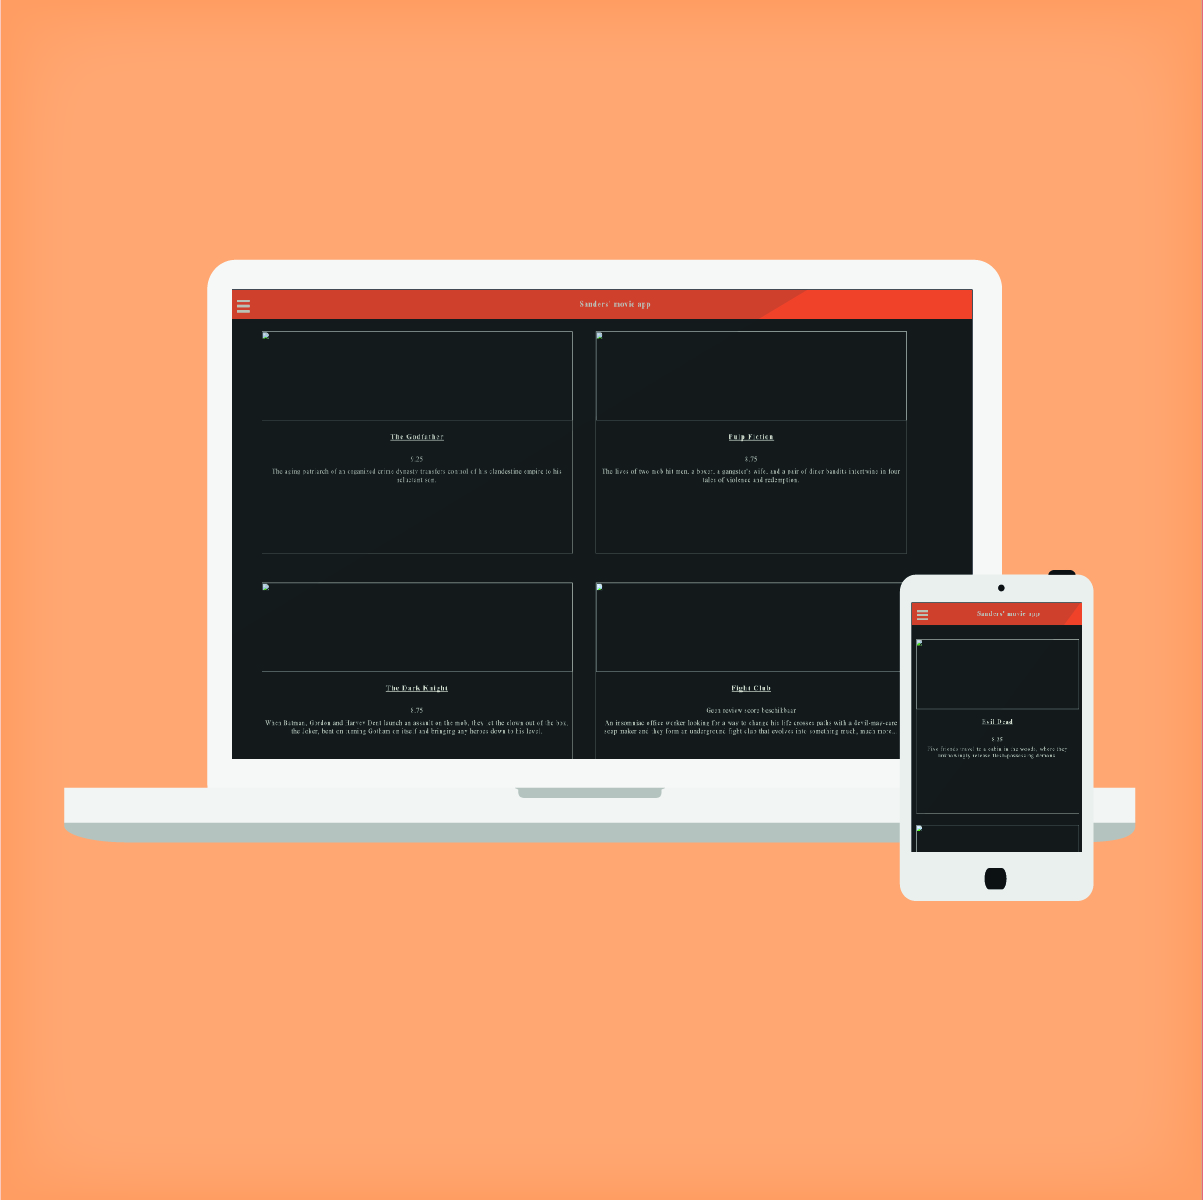 Sanders' movie app
The Godfather
9.25
The aging patriarch of an organized crime dynasty transfers control of his clandestine empire to his
reluctant son.
Pulp Fiction
8.75
The lives of two mob hit men, a boxer, a gangster's wife, and a pair of diner bandits intertwine in four
tales of violence and redemption.
The Dark Knight
8.75
When Batman, Gordon and Harvey Dent launch an assault on the mob, they let the clown out of the box,
the Joker, bent on turning Gotham on itself and bringing any heroes down to his level.
Fight Club
Geen review score beschikbaar
An insomniac office worker looking for a way to change his life crosses paths with a devil-may-care
soap maker and they form an underground fight club that evolves into something much, much more..
Sanders' movie app
Evil Dead
8.25
Five friends travel to a cabin in the woods, where they
unknowingly release flesh-possessing demons.